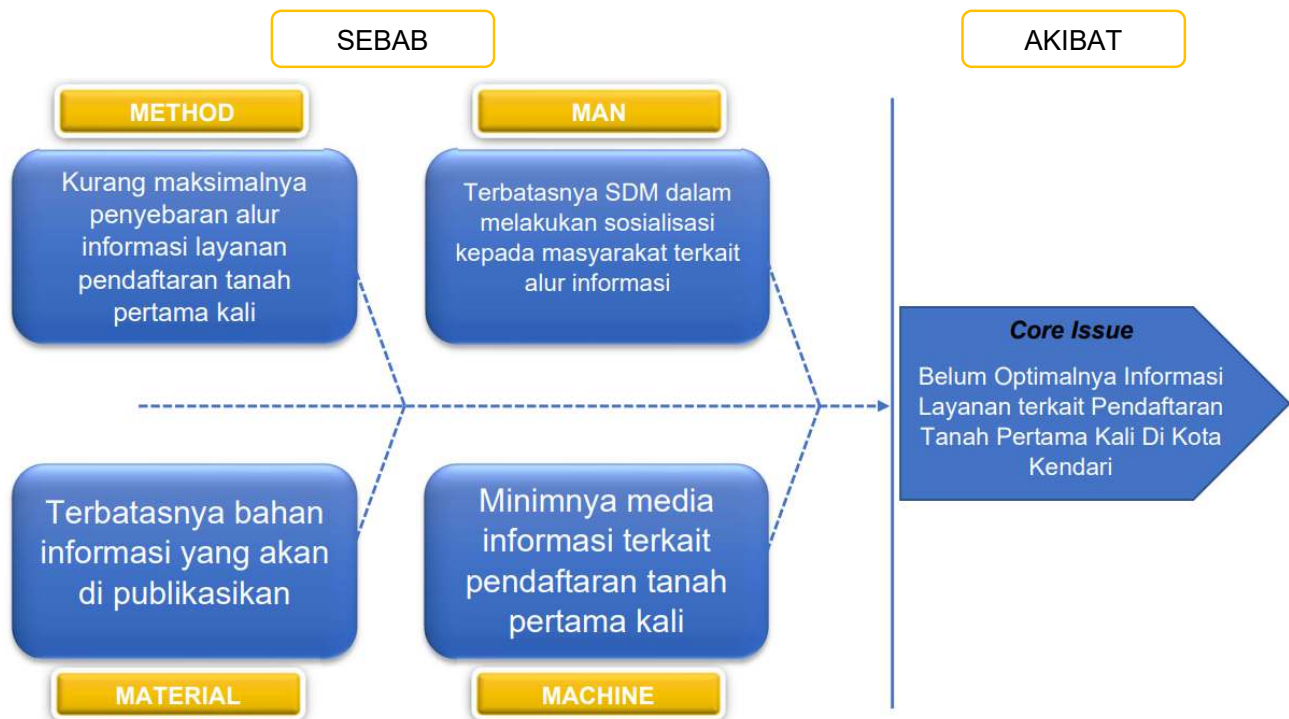 SEBAB
AKIBAT
METHOD
Kurang maksimalnya
penyebaran alur
informasi layanan
pendaftaran tanah
pertama kali
MAN
Terbatasnya SDM dalam
melakukan sosialisasi
kepada masyarakat terkait
alur informasi
Core Issue
Belum Optimalnya Informasi
Layanan terkait Pendaftaran
Tanah Pertama Kali Di Kota
Kendari
Terbatasnya bahan
informasi yang akan
di publikasikan
MATERIAL
Minimnya media
informasi terkait
pendaftaran tanah
pertama kali
MACHINE